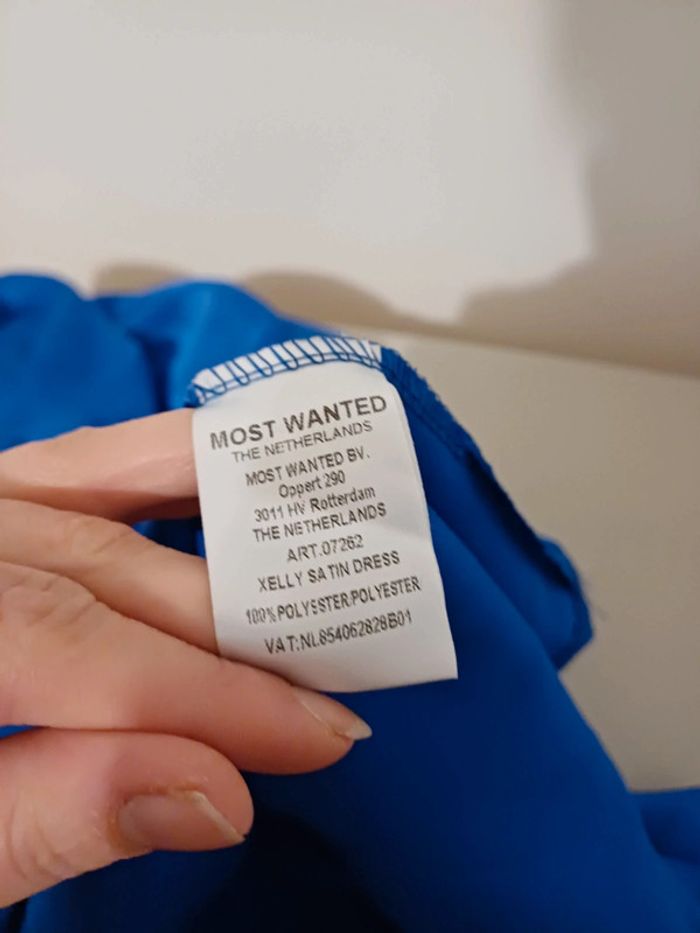 MOST WANTED
THE NETHERLANDS
MOST WANTED BV.
Oppert 290
3011 HV Rotterdam
THE NETHERLANDS
ART.07262
XELLY SATIN DRESS
100%POLYESTER/POLYESTER
VAT:NL854062828B01